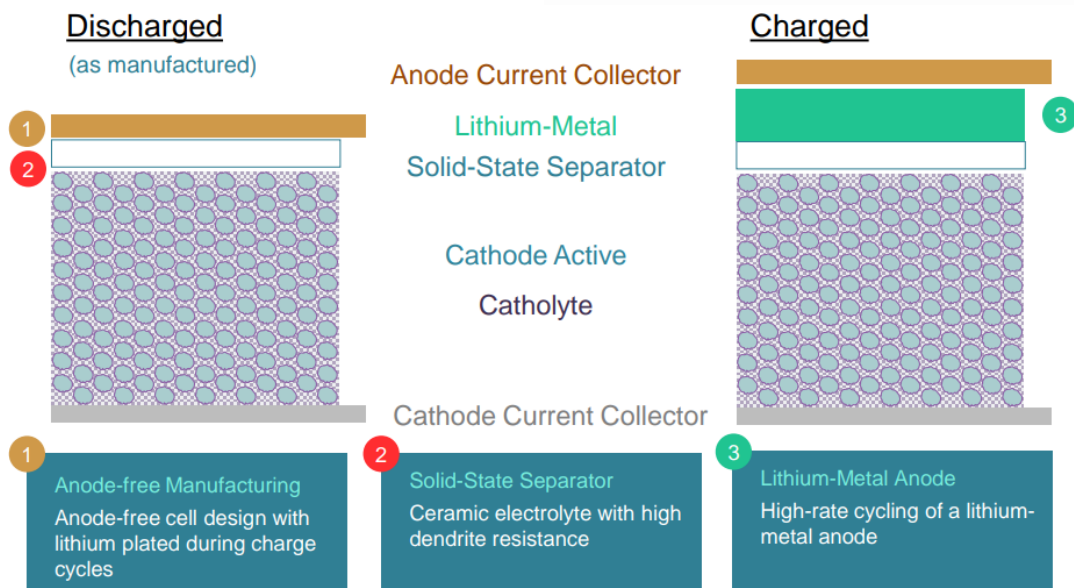 Discharged
(as manufactured)
Charged
Anode Current Collector
Lithium-Metal
Solid-State Separator
Cathode Active
Catholyte
Cathode Current Collector
1
2
3
1
Anode-free Manufacturing
Anode-free cell design with
lithium plated during charge
cycles
2
Solid-State Separator
Ceramic electrolyte with high
dendrite resistance
3
Lithium-Metal Anode
High-rate cycling of a lithium-
metal anode